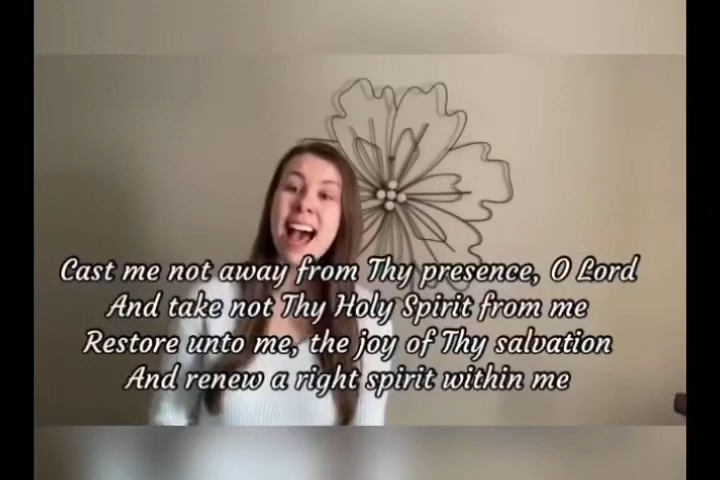 Cast me not away from Thy presence, O Lord
And take not Thy Holy Spirit from me
Restore unto me, the joy of Thy salvation
And renew a right spirit within me